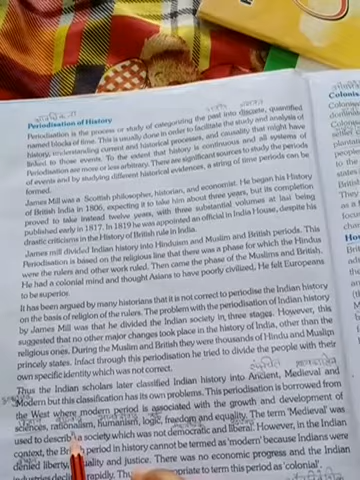 Periodisation of History
Periodisation is the process or study of categorizing the past into discrete, quantified
named blocks of time. This is usually done in order to facilitate the study and analysis of
history, understanding current and historical processes, and causality that might have
linked to those events. To the extent that history is continuous and all systems of
Periodisation are more or less arbitrary. There are significant sources to study the periods
of events and by studying different historical evidences, a string of time periods can be
formed.
James Mill was a Scottish philosopher, historian, and economist. He began his History
of British India in 1806, expecting it to take him about three years, but its completion
proved to take instead twelve years, with three substantial volumes at last being
published early in 1817. In 1819 he was appointed an official in India House, despite his
drastic criticisms in the History of British rule in India.
James mill divided Indian history into Hinduism and Muslim and British periods. This
Periodisation is based on the religious line that there was a phase for which the Hindus
were the rulers and other work ruled. Then came the phase of the Muslims and British.
He had a colonial mind and thought Asians to have poorly civilized. He felt Europeans
to be superior.
It has been argued by many historians that it is not correct to periodise the Indian history
on the basis of religion of the rulers. The problem with the periodisation of Indian history
by James Mill was that he divided the Indian society in three stages. However, this
suggested that no other major changes took place in the history of India, other than the
religious ones. During the Muslim and British they were thousands of Hindu and Muslim
princely states. Infact through this periodisation he tried to divide the people with their
own specific identity which was not correct.
Thus the Indian scholars later classified Indian history into Ancient, Medieval and
Modern but this classification has its own problems. This periodisation is borrowed from
the West where modern period is associated with the growth and development of
sciences, rationalism, humanism, logic, freedom and equality. The term 'Medieval' was
used to describe a society which was not democratic and liberal. However, in the Indian
context, the British period in history cannot be termed as 'modern' because Indians were
denied liberty, equality and justice. There was no economic progress and the Indian
rapidly. priate to term this period as 'colonial'.
Colonis